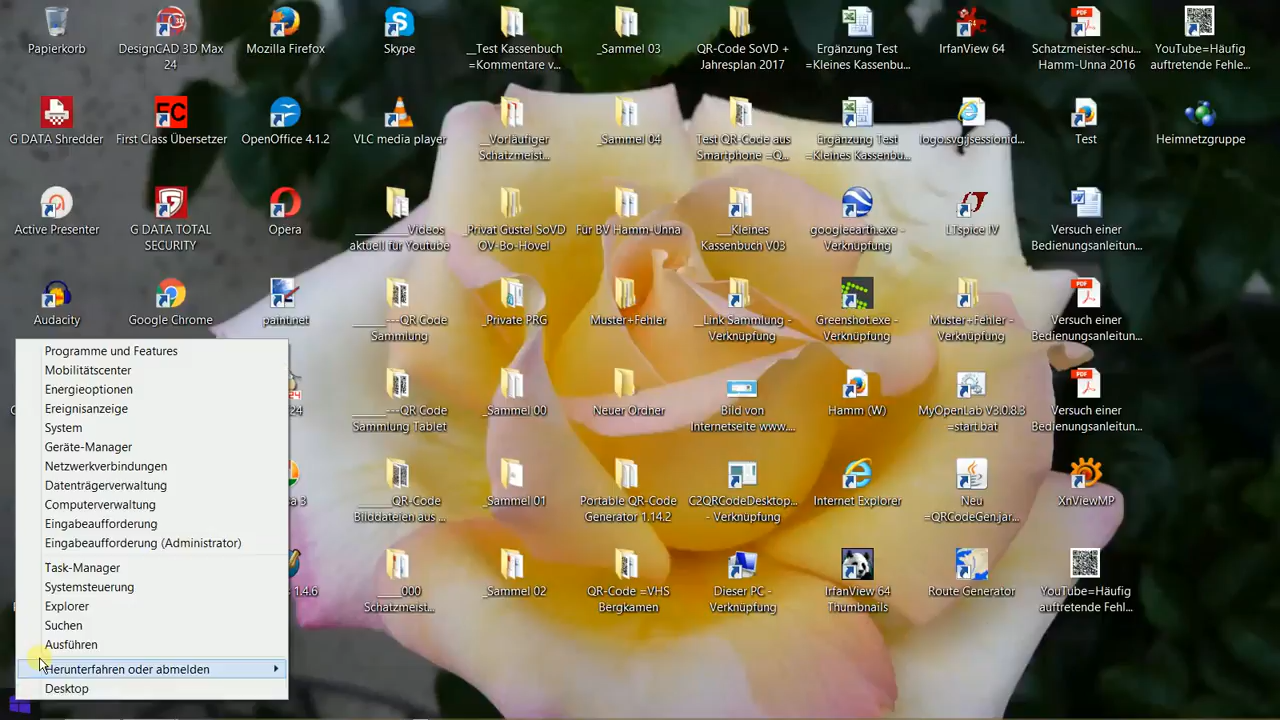 Papierkorb
DesignCAD 3D Max
24
Mozilla Firefox
Skype
__Test Kassenbuch
=Kommentare v...
_Sammel 03
QR-Code SoVD +
Jahresplan 2017
Ergänzung Test
=Kleines Kassenbu...
IrfanView 64
Schatzmeister-schu...
Hamm-Unna 2016
YouTube=Häufig
auftretende Fehle...
G DATA Shredder
First Class Übersetzer
OpenOffice 4.1.2
VLC media player
__Vorläufiger
Schatzmeist...
_Sammel 04
Test QR-Code aus
Smartphone =Q...
Ergänzung Test
=Kleines Kassenbu...
logo.svg;jsessionid...
Test
Heimnetzgruppe
Active Presenter
G DATA TOTAL
SECURITY
Opera
Videos
aktuell für Youtube
_Privat Gustel SoVD
OV-Bo-Hövel
Für BV Hamm-Unna
___Kleines
Kassenbuch V03
googleearth.exe -
Verknüpfung
LTspice IV
Versuch einer
Bedienungsanleitun...
Audacity
Google Chrome
paint.net
---QR Code
Sammlung
_Private PRG
Muster+Fehler
__Link Sammlung -
Verknüpfung
Greenshot.exe -
Verknüpfung
Muster+Fehler -
Verknüpfung
Versuch einer
Bedienungsanleitun...
---QR Code
Sammlung Tablet
_Sammel 00
Neuer Ordner
Bild von
Internetseite www....
Hamm (W)
MyOpenLab V3.0.8.3
=start.bat
Versuch einer
Bedienungsanleitun...
QR-Code
Bilddateien aus ...
_Sammel 01
Portable QR-Code
Generator 1.14.2
C2QRCodeDesktop...
- Verknüpfung
Internet Explorer
Neu
=QRCodeGen.jar...
XnViewMP
1.4.6
____000
Schatzmeist...
_Sammel 02
QR-Code =VHS
Bergkamen
Dieser PC -
Verknüpfung
IrfanView 64
Thumbnails
Route Generator
YouTube=Häufig
auftretende Fehl...
Programme und Features
Mobilitätscenter
Energieoptionen
Ereignisanzeige
System
Geräte-Manager
Netzwerkverbindungen
Datenträgerverwaltung
Computerverwaltung
Eingabeaufforderung
Eingabeaufforderung (Administrator)
Task-Manager
Systemsteuerung
Explorer
Suchen
Ausführen
Herunterfahren oder abmelden
Desktop